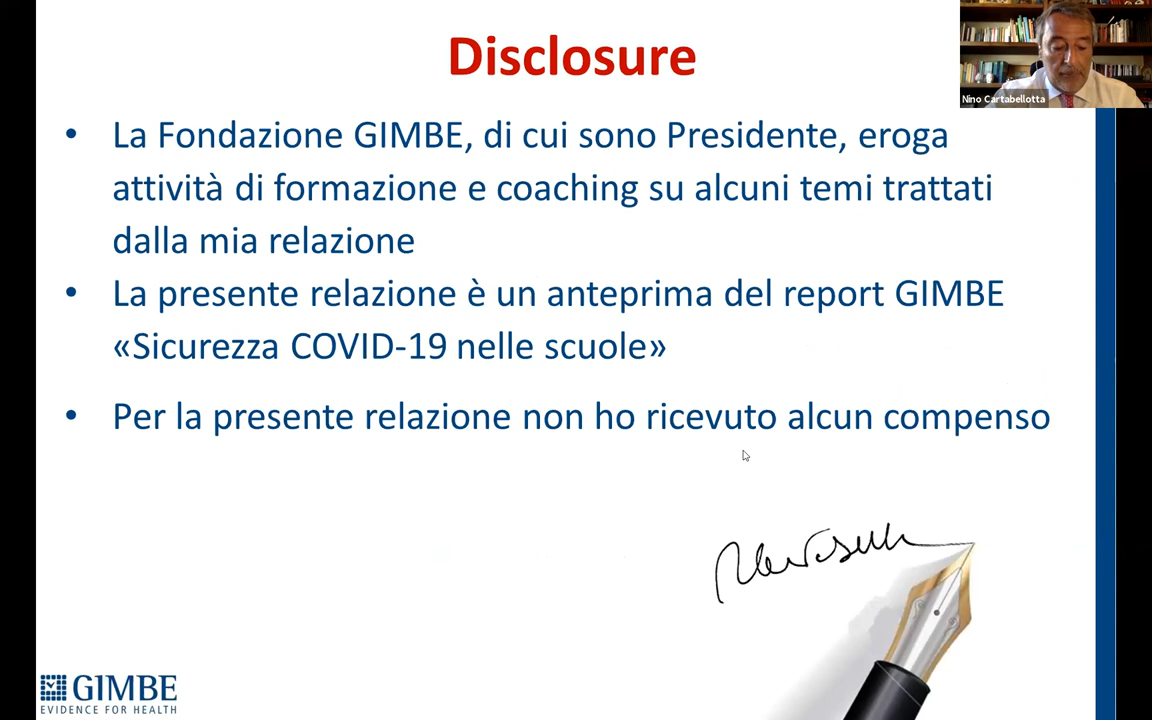 Disclosure
Nino Cartabellotta
• La Fondazione GIMBE, di cui sono Presidente, eroga
attività di formazione e coaching su alcuni temi trattati
dalla mia relazione
• La presente relazione è un anteprima del report GIMBE
«Sicurezza COVID-19 nelle scuole»
• Per la presente relazione non ho ricevuto alcun compenso
GIMBE
EVIDENCE FOR HEALTH